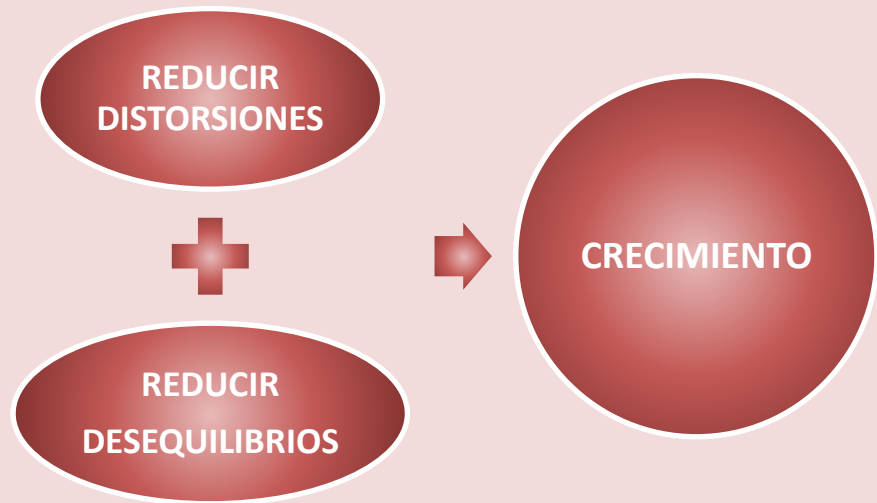 REDUCIR
DISTORSIONES
REDUCIR
DESEQUILIBRIOS
CRECIMIENTO